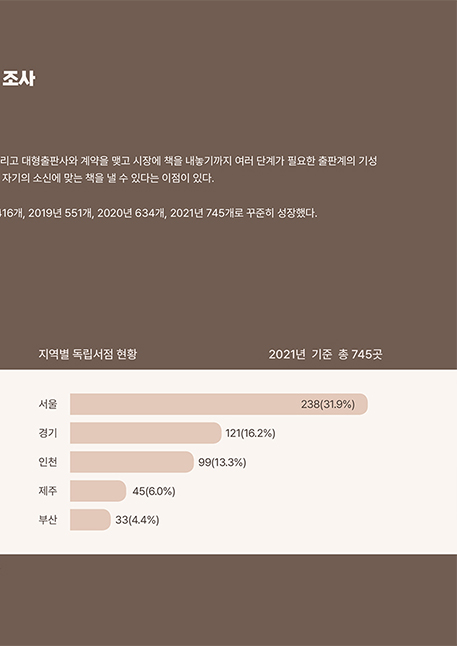 조사
리고 대형출판사와 계약을 맺고 시장에 책을 내놓기까지 여러 단계가 필요한 출판계의 기성
자기의 소신에 맞는 책을 낼 수 있다는 이점이 있다.
416개, 2019년 551개, 2020년 634개, 2021년 745개로 꾸준히 성장했다.
지역별 독립서점 현황 2021년 기준 총 745곳
서울 238(31.9%)
경기 121(16.2%)
인천 99(13.3%)
제주 45(6.0%)
부산 33(4.4%)